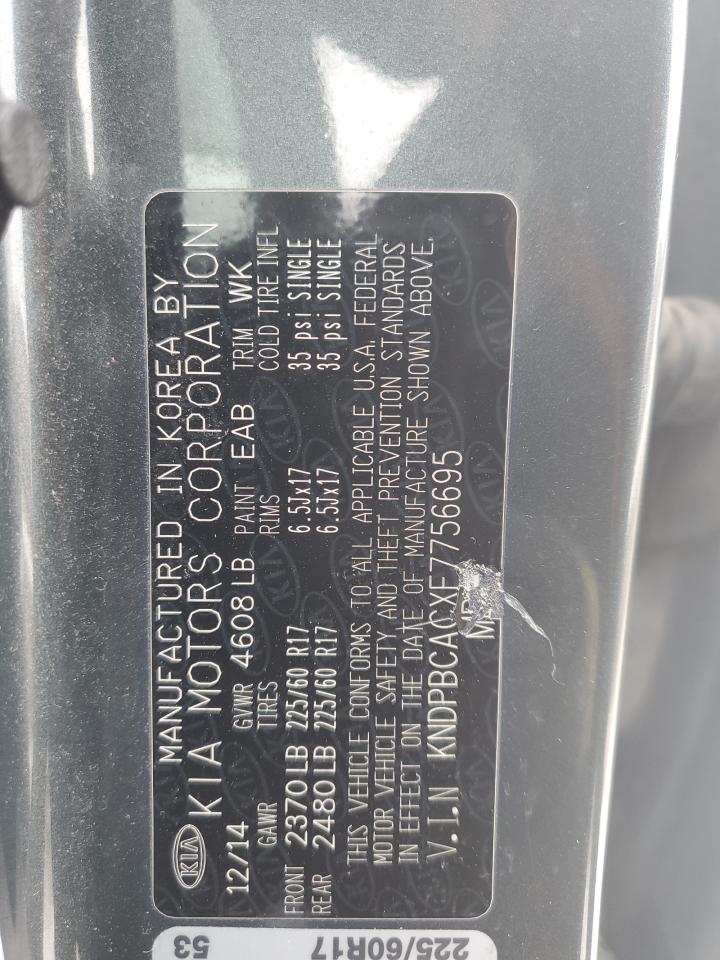 KIA
MANUFACTURED IN KOREA BY
KIA MOTORS CORPORATION
12/14 GVWR 4608 LB PAINT EAB TRIM WK
GAWR TIRES RIMS COLD TIRE INFL
FRONT 2370 LB 225/60 R17 6.5Jx17 35 psi SINGLE
REAR 2480 LB 225/60 R17 6.5Jx17 35 psi SINGLE
THIS VEHICLE CONFORMS TO ALL APPLICABLE U.S.A. FEDERAL
MOTOR VEHICLE SAFETY AND THEFT PREVENTION STANDARDS
IN EFFECT ON THE DATE OF MANUFACTURE SHOWN ABOVE.
V.I.N KNDPBCACXF7756695
225/60R17
53